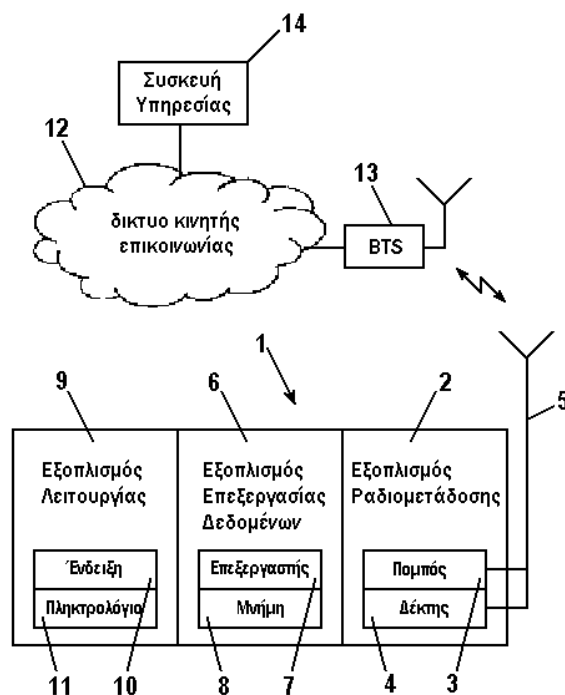 14
Συσκευή
Υπηρεσίας
12
13
δικτυο κινητής
επικοινωνίας
BTS
1
9
6
2
5
Εξοπλισμός
Λειτουργίας
Εξοπλισμός
Επεξεργασίας
Δεδομένων
Εξοπλισμός
Ραδιομετάδοσης
Ένδειξη
Πληκτρολόγιο
Επεξεργαστής
Μνήμη
Πομπός
Δέκτης
11
10
8
7
4
3